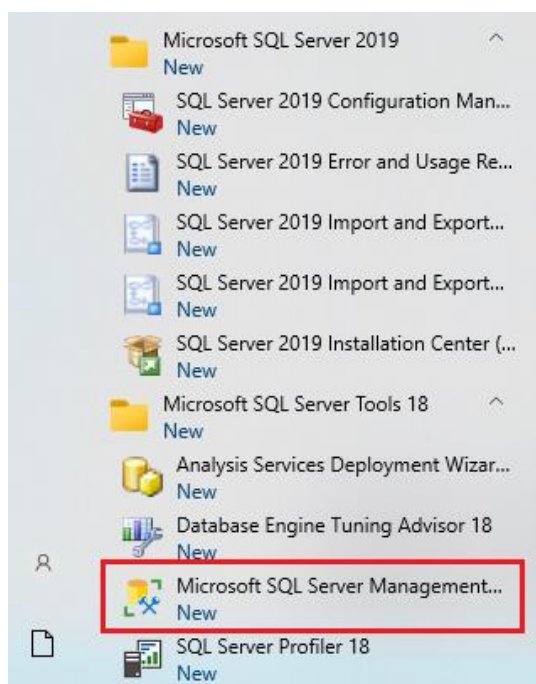 Microsoft SQL Server 2019
New
SQL Server 2019 Configuration Man...
New
SQL Server 2019 Error and Usage Re...
New
SQL Server 2019 Import and Export...
New
SQL Server 2019 Import and Export...
New
SQL Server 2019 Installation Center (...
New
Microsoft SQL Server Tools 18
New
Analysis Services Deployment Wizar...
New
Database Engine Tuning Advisor 18
New
Microsoft SQL Server Management...
New
SQL Server Profiler 18
New